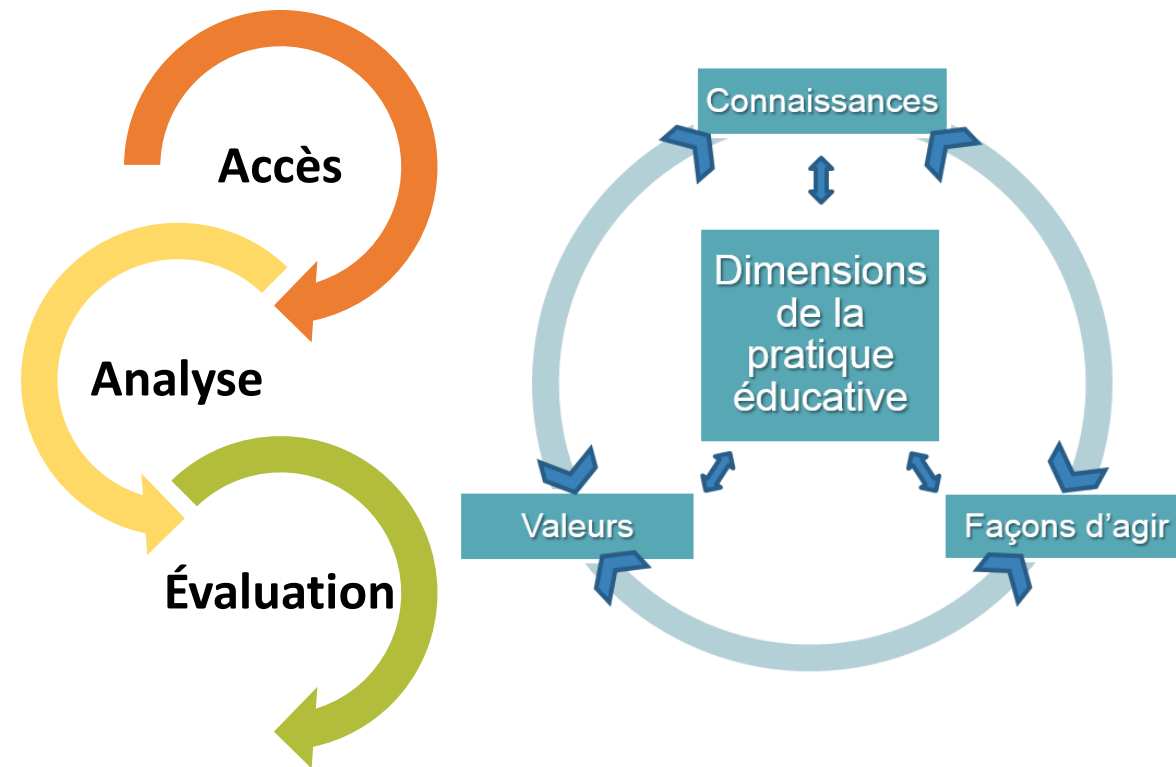 Accès
Analyse
Évaluation
Connaissances
Dimensions
de la
pratique
éducative
Valeurs
Façons d’agir